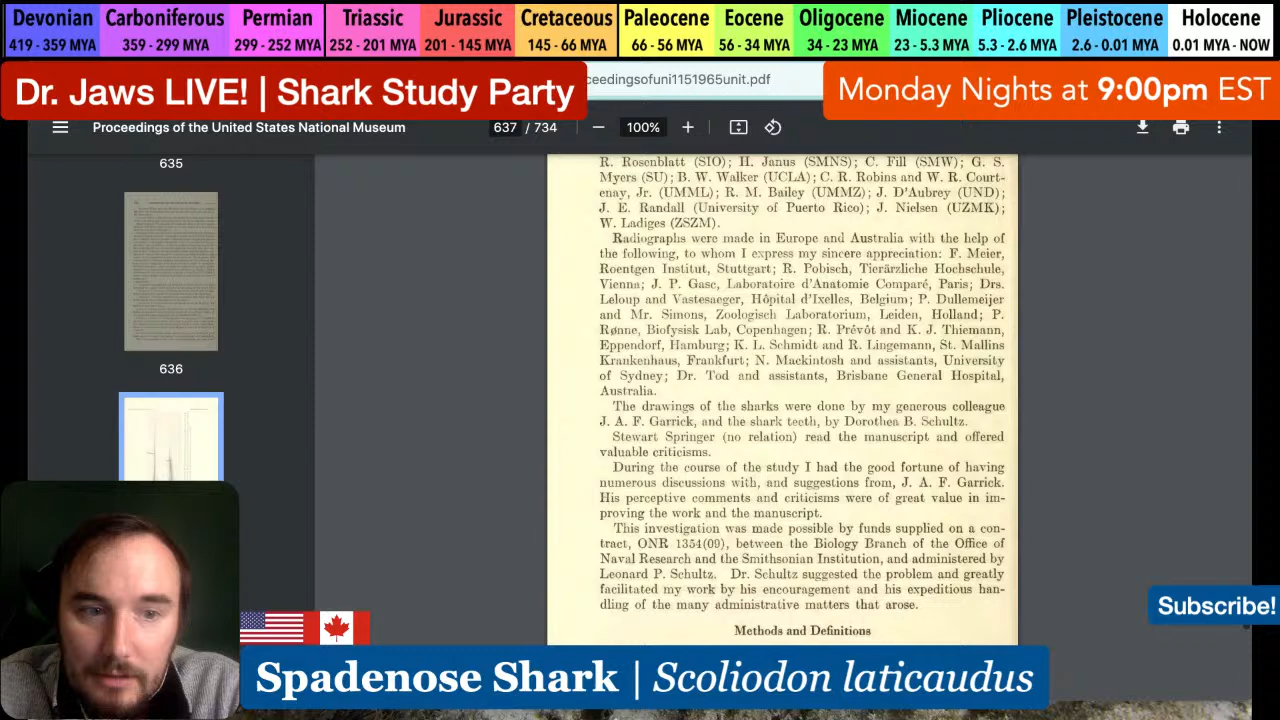 Devonian
419 - 359 MYA
Carboniferous
359 - 299 MYA
Permian
299 - 252 MYA
Triassic
252 - 201 MYA
Jurassic
201 - 145 MYA
Cretaceous
145 - 66 MYA
Paleocene
66 - 56 MYA
Eocene
56 - 34 MYA
Oligocene
34 - 23 MYA
Miocene
23 - 5.3 MYA
Pliocene
5.3 - 2.6 MYA
Pleistocene
2.6 - 0.01 MYA
Holocene
0.01 MYA - NOW
Dr. Jaws LIVE! | Shark Study Party
ceedingsofuni1151965unit.pdf
Monday Nights at 9:00pm EST
Proceedings of the United States National Museum
637 / 734
100%
635
636
R. Rosenblatt (SIO); H. Janus (SMNS); C. Fill (SMW); G. S.
Myers (SU); B. W. Walker (UCLA); C. R. Robins and W. R. Court-
enay, Jr. (UMML); R. M. Bailey (UMMZ); J. D'Aubrey (UND);
J. E. Randall (University of Puerto Rico); J. Nielsen (UZMK);
W. Ladiges (ZSZM).
Radiographs were made in Europe and Australia with the help of
the following, to whom I express my sincere appreciation: F. Meier,
Roentgen Institut, Stuttgart; R. Pobisch, Tierärzliche Hochschule,
Vienna; J. P. Gasc, Laboratoire d'Anatomie Comparé, Paris; Drs.
Leloup and Vastesaeger, Hôpital d'Ixelles, Belgium; P. Dullemeijer
and Mr. Simons, Zoologisch Laboratorium, Leiden, Holland; P.
Rønne, Biofysisk Lab, Copenhagen; R. Prévôt and K. J. Thiemann,
Eppendorf, Hamburg; K. L. Schmidt and R. Lingemann, St. Mallins
Krankenhaus, Frankfurt; N. Mackintosh and assistants, University
of Sydney; Dr. Tod and assistants, Brisbane General Hospital,
Australia.
The drawings of the sharks were done by my generous colleague
J. A. F. Garrick, and the shark teeth, by Dorothea B. Schultz.
Stewart Springer (no relation) read the manuscript and offered
valuable criticisms.
During the course of the study I had the good fortune of having
numerous discussions with, and suggestions from, J. A. F. Garrick.
His perceptive comments and criticisms were of great value in im-
proving the work and the manuscript.
This investigation was made possible by funds supplied on a con-
tract, ONR 1354(09), between the Biology Branch of the Office of
Naval Research and the Smithsonian Institution, and administered by
Leonard P. Schultz. Dr. Schultz suggested the problem and greatly
facilitated my work by his encouragement and his expeditious han-
dling of the many administrative matters that arose.
Methods and Definitions
Subscribe!
Spadenose Shark | Scoliodon laticaudus